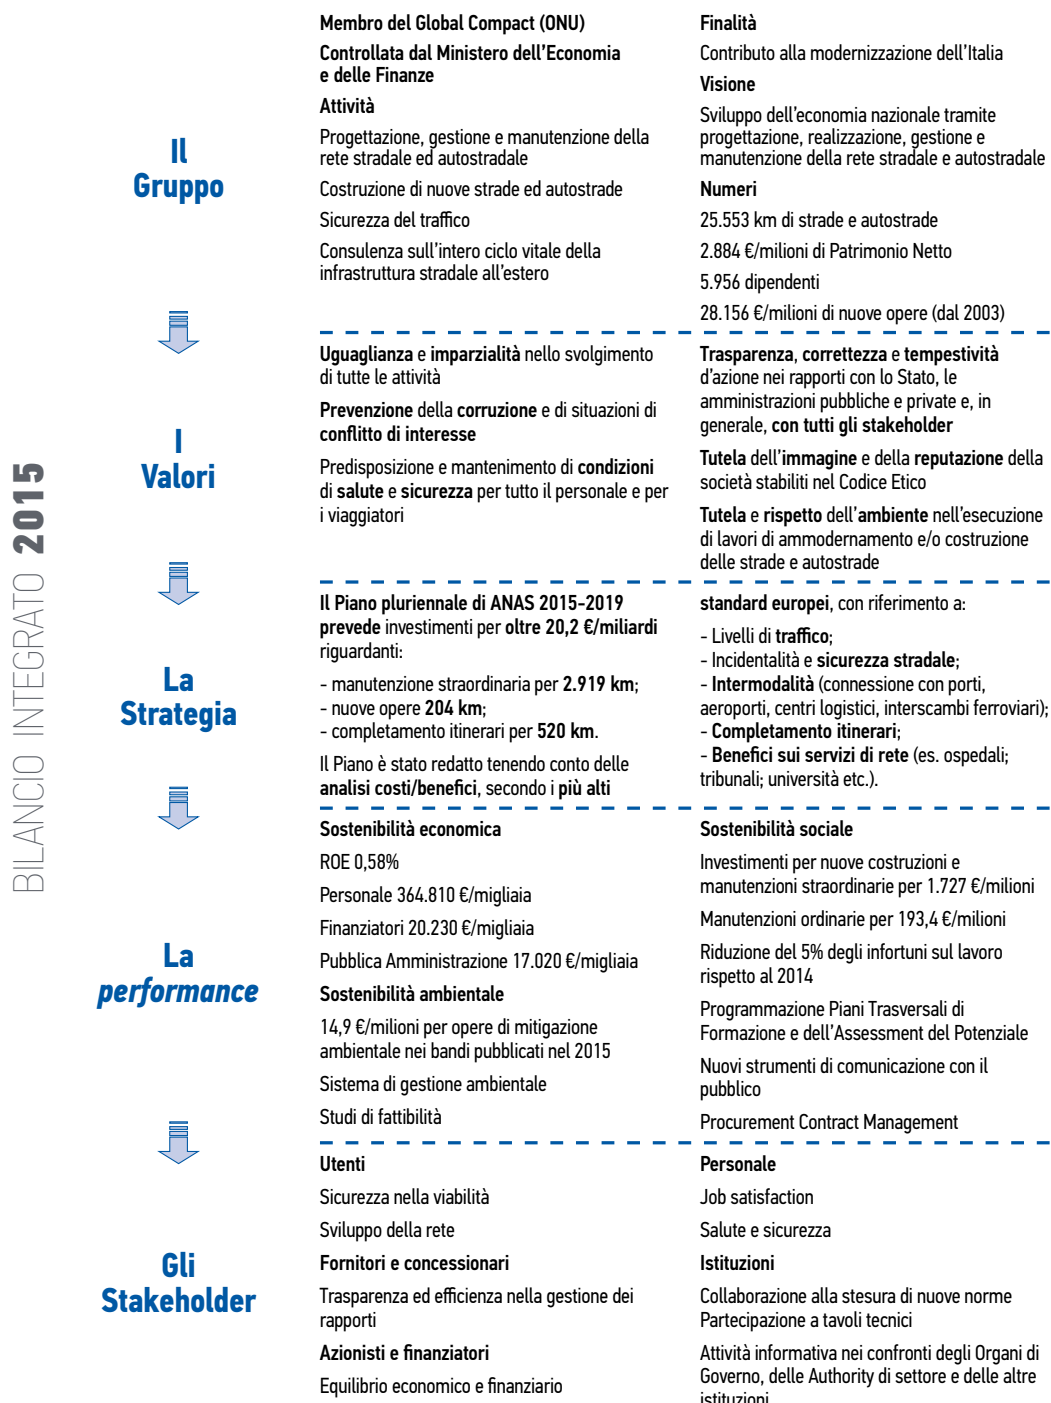 BILANCIO INTEGRATO 2015
Il
Gruppo
Membro del Global Compact (ONU)
Controllata dal Ministero dell'Economia
e delle Finanze
Attività
Progettazione, gestione e manutenzione della
rete stradale ed autostradale
Costruzione di nuove strade ed autostrade
Sicurezza del traffico
Consulenza sull'intero ciclo vitale della
infrastruttura stradale all'estero
Finalità
Contributo alla modernizzazione dell'Italia
Visione
Sviluppo dell'economia nazionale tramite
progettazione, realizzazione, gestione e
manutenzione della rete stradale e autostradale
Numeri
25.553 km di strade e autostrade
2.884 €/milioni di Patrimonio Netto
5.956 dipendenti
28.156 €/milioni di nuove opere (dal 2003)
I
Valori
Uguaglianza e imparzialità nello svolgimento
di tutte le attività
Prevenzione della corruzione e di situazioni di
conflitto di interesse
Predisposizione e mantenimento di condizioni
di salute e sicurezza per tutto il personale e per
i viaggiatori
Trasparenza, correttezza e tempestività
d'azione nei rapporti con lo Stato, le
amministrazioni pubbliche e private e, in
generale, con tutti gli stakeholder
Tutela dell'immagine e della reputazione della
società stabiliti nel Codice Etico
Tutela e rispetto dell'ambiente nell'esecuzione
di lavori di ammodernamento e/o costruzione
delle strade e autostrade
La
Strategia
Il Piano pluriennale di ANAS 2015-2019
prevede investimenti per oltre 20,2 €/miliardi
riguardanti:
- manutenzione straordinaria per 2.919 km;
- nuove opere 204 km;
- completamento itinerari per 520 km.
Il Piano è stato redatto tenendo conto delle
analisi costi/benefici, secondo i più alti
standard europei, con riferimento a:
- Livelli di traffico;
- Incidentalità e sicurezza stradale;
- Intermodalità (connessione con porti,
aeroporti, centri logistici, interscambi ferroviari);
- Completamento itinerari;
- Benefici sui servizi di rete (es. ospedali;
tribunali; università etc.).
La
performance
Sostenibilità economica
ROE 0,58%
Personale 364.810 €/migliaia
Finanziatori 20.230 €/migliaia
Pubblica Amministrazione 17.020 €/migliaia
Sostenibilità ambientale
14,9 €/milioni per opere di mitigazione
ambientale nei bandi pubblicati nel 2015
Sistema di gestione ambientale
Studi di fattibilità
Sostenibilità sociale
Investimenti per nuove costruzioni e
manutenzioni straordinarie per 1.727 €/milioni
Manutenzioni ordinarie per 193,4 €/milioni
Riduzione del 5% degli infortuni sul lavoro
rispetto al 2014
Programmazione Piani Trasversali di
Formazione e dell'Assessment del Potenziale
Nuovi strumenti di comunicazione con il
pubblico
Procurement Contract Management
Gli
Stakeholder
Utenti
Sicurezza nella viabilità
Sviluppo della rete
Fornitori e concessionari
Trasparenza ed efficienza nella gestione dei
rapporti
Azionisti e finanziatori
Equilibrio economico e finanziario
Personale
Job satisfaction
Salute e sicurezza
Istituzioni
Collaborazione alla stesura di nuove norme
Partecipazione a tavoli tecnici
Attività informativa nei confronti degli Organi di
Governo, delle Authority di settore e delle altre
istituzioni